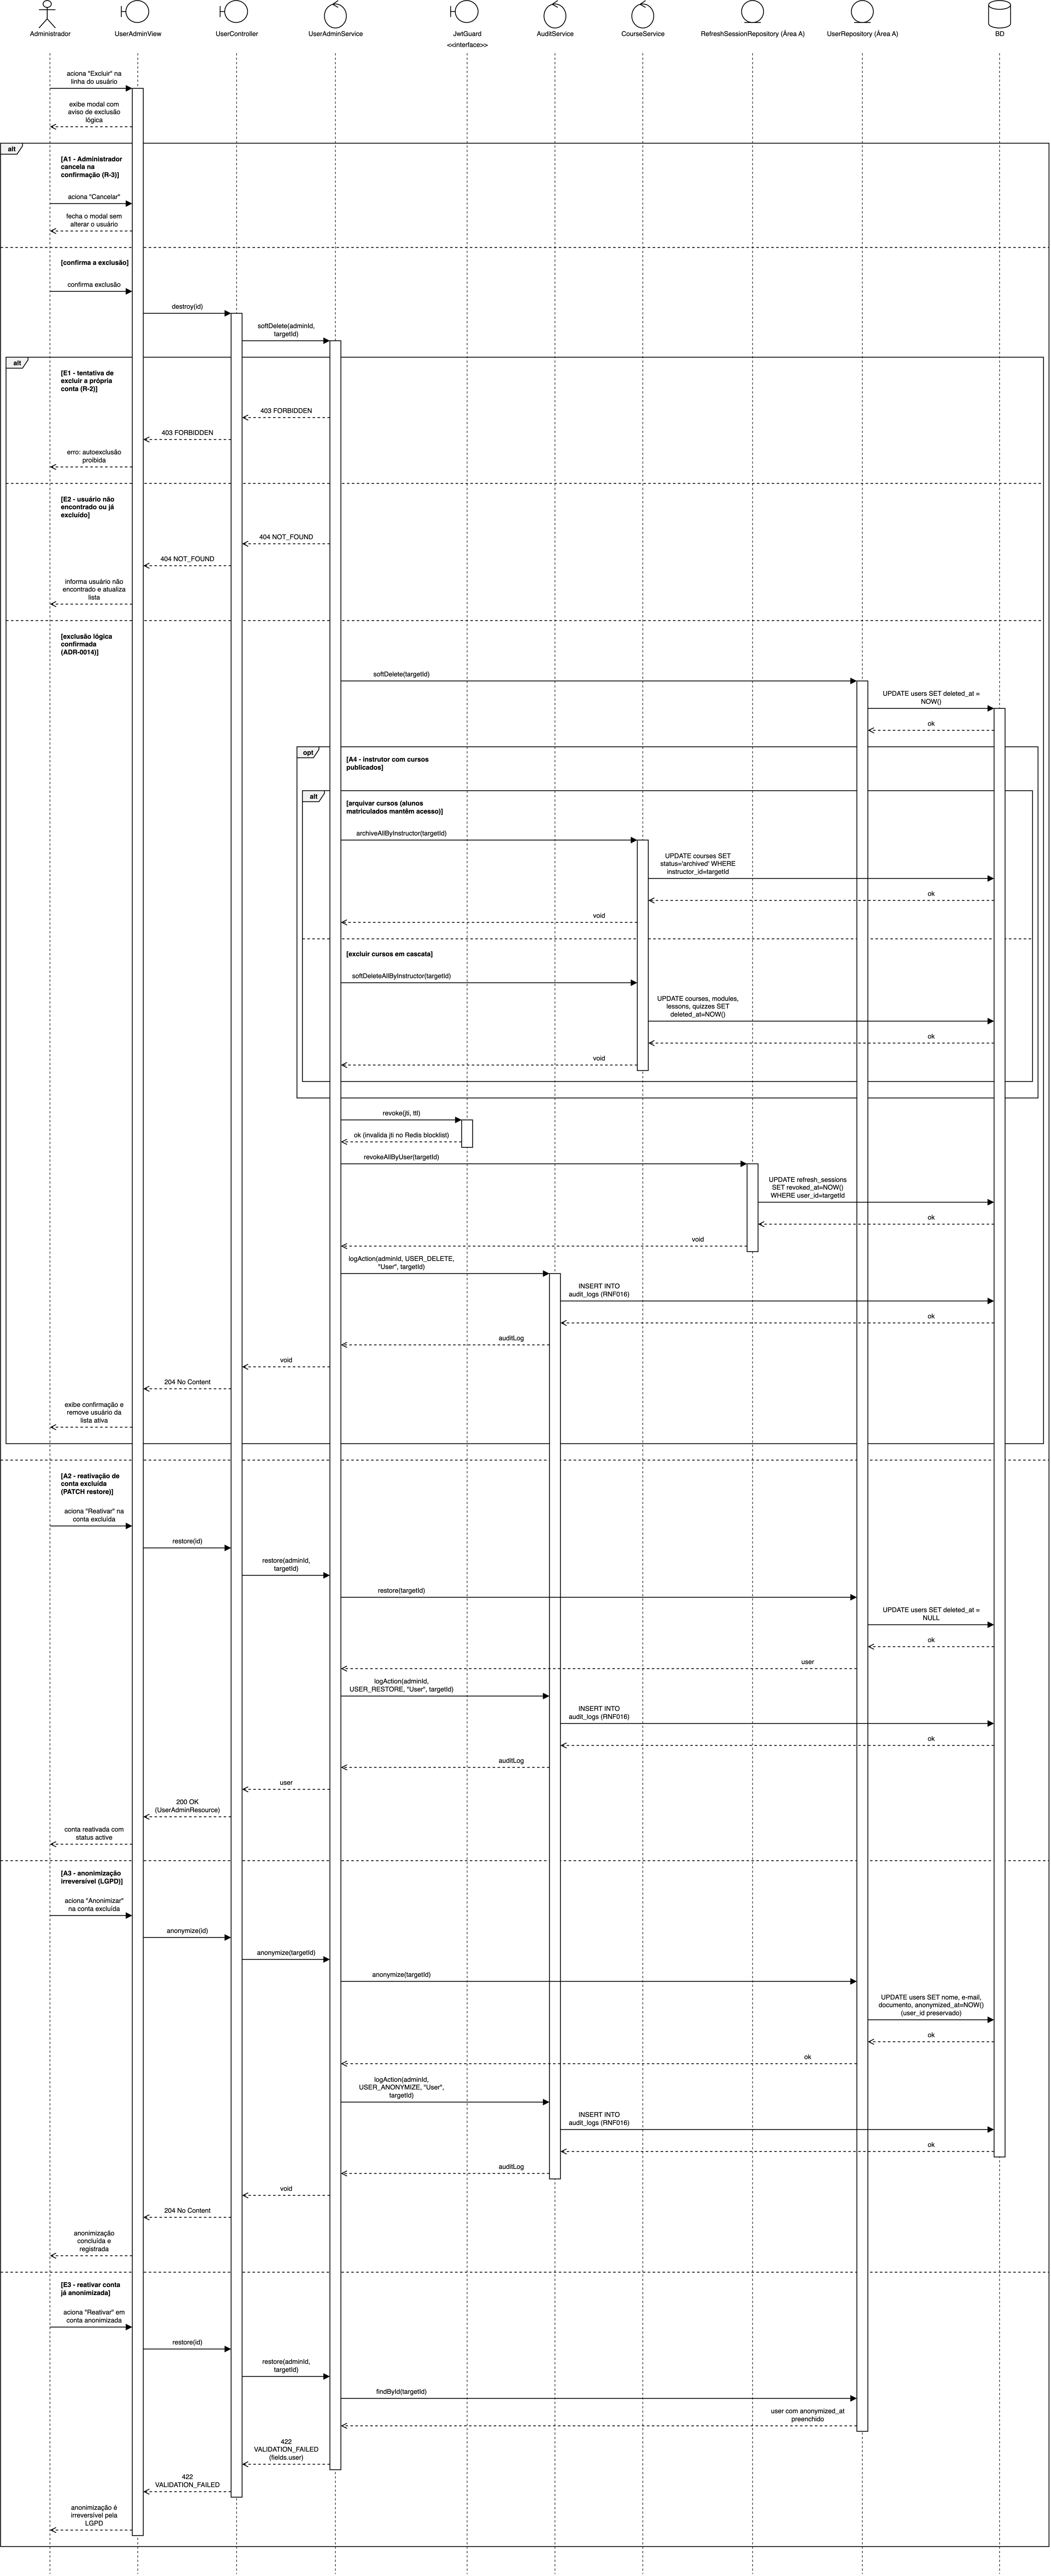 Administrador
UserAdminView
UserController
UserAdminService
JwtGuard
<<interface>>
AuditService
CourseService
RefreshSessionRepository (Área A)
UserRepository (Área A)
BD
aciona "Excluir" na
linha do usuário
exibe modal com
aviso de exclusão
lógica
alt
[A1 - Administrador
cancela na
confirmação (R-3)]
aciona "Cancelar"
fecha o modal sem
alterar o usuário
[confirma a exclusão]
confirma exclusão
destroy(id)
softDelete(adminId,
targetId)
alt
[E1 - tentativa de
excluir a própria
conta (R-2)]
403 FORBIDDEN
403 FORBIDDEN
erro: autoexclusão
proibida
[E2 - usuário não
encontrado ou já
excluído]
404 NOT_FOUND
404 NOT_FOUND
informa usuário não
encontrado e atualiza
lista
[exclusão lógica
confirmada
(ADR-0014)]
softDelete(targetId)
UPDATE users SET deleted_at =
NOW()
ok
opt
[A4 - instrutor com cursos
publicados]
alt
[arquivar cursos (alunos
matriculados mantêm acesso)]
archiveAllByInstructor(targetId)
UPDATE courses SET
status='archived' WHERE
instructor_id=targetId
ok
void
[excluir cursos em cascata]
softDeleteAllByInstructor(targetId)
UPDATE courses, modules,
lessons, quizzes SET
deleted_at=NOW()
ok
void
revoke(jti, ttl)
ok (invalida jti no Redis blocklist)
revokeAllByUser(targetId)
UPDATE refresh_sessions
SET revoked_at=NOW()
WHERE user_id=targetId
ok
void
logAction(adminId, USER_DELETE,
"User", targetId)
INSERT INTO
audit_logs (RNF016)
ok
auditLog
void
204 No Content
exibe confirmação e
remove usuário da
lista ativa
[A2 - reativação de
conta excluída
(PATCH restore)]
aciona "Reativar" na
conta excluída
restore(id)
restore(adminId,
targetId)
restore(targetId)
UPDATE users SET deleted_at =
NULL
ok
user
logAction(adminId,
USER_RESTORE, "User", targetId)
INSERT INTO
audit_logs (RNF016)
ok
auditLog
user
200 OK
(UserAdminResource)
conta reativada com
status active
[A3 - anonimização
irreversível (LGPD)]
aciona "Anonimizar"
na conta excluída
anonymize(id)
anonymize(targetId)
anonymize(targetId)
UPDATE users SET nome, e-mail,
documento, anonymized_at=NOW()
(user_id preservado)
ok
ok
logAction(adminId,
USER_ANONYMIZE, "User",
targetId)
INSERT INTO
audit_logs (RNF016)
ok
auditLog
void
204 No Content
anonimização
concluída e
registrada
[E3 - reativar conta
já anonimizada]
aciona "Reativar" em
conta anonimizada
restore(id)
restore(adminId,
targetId)
findById(targetId)
user com anonymized_at
preenchido
422
VALIDATION_FAILED
(fields.user)
422
VALIDATION_FAILED
anonimização é
irreversível pela
LGPD